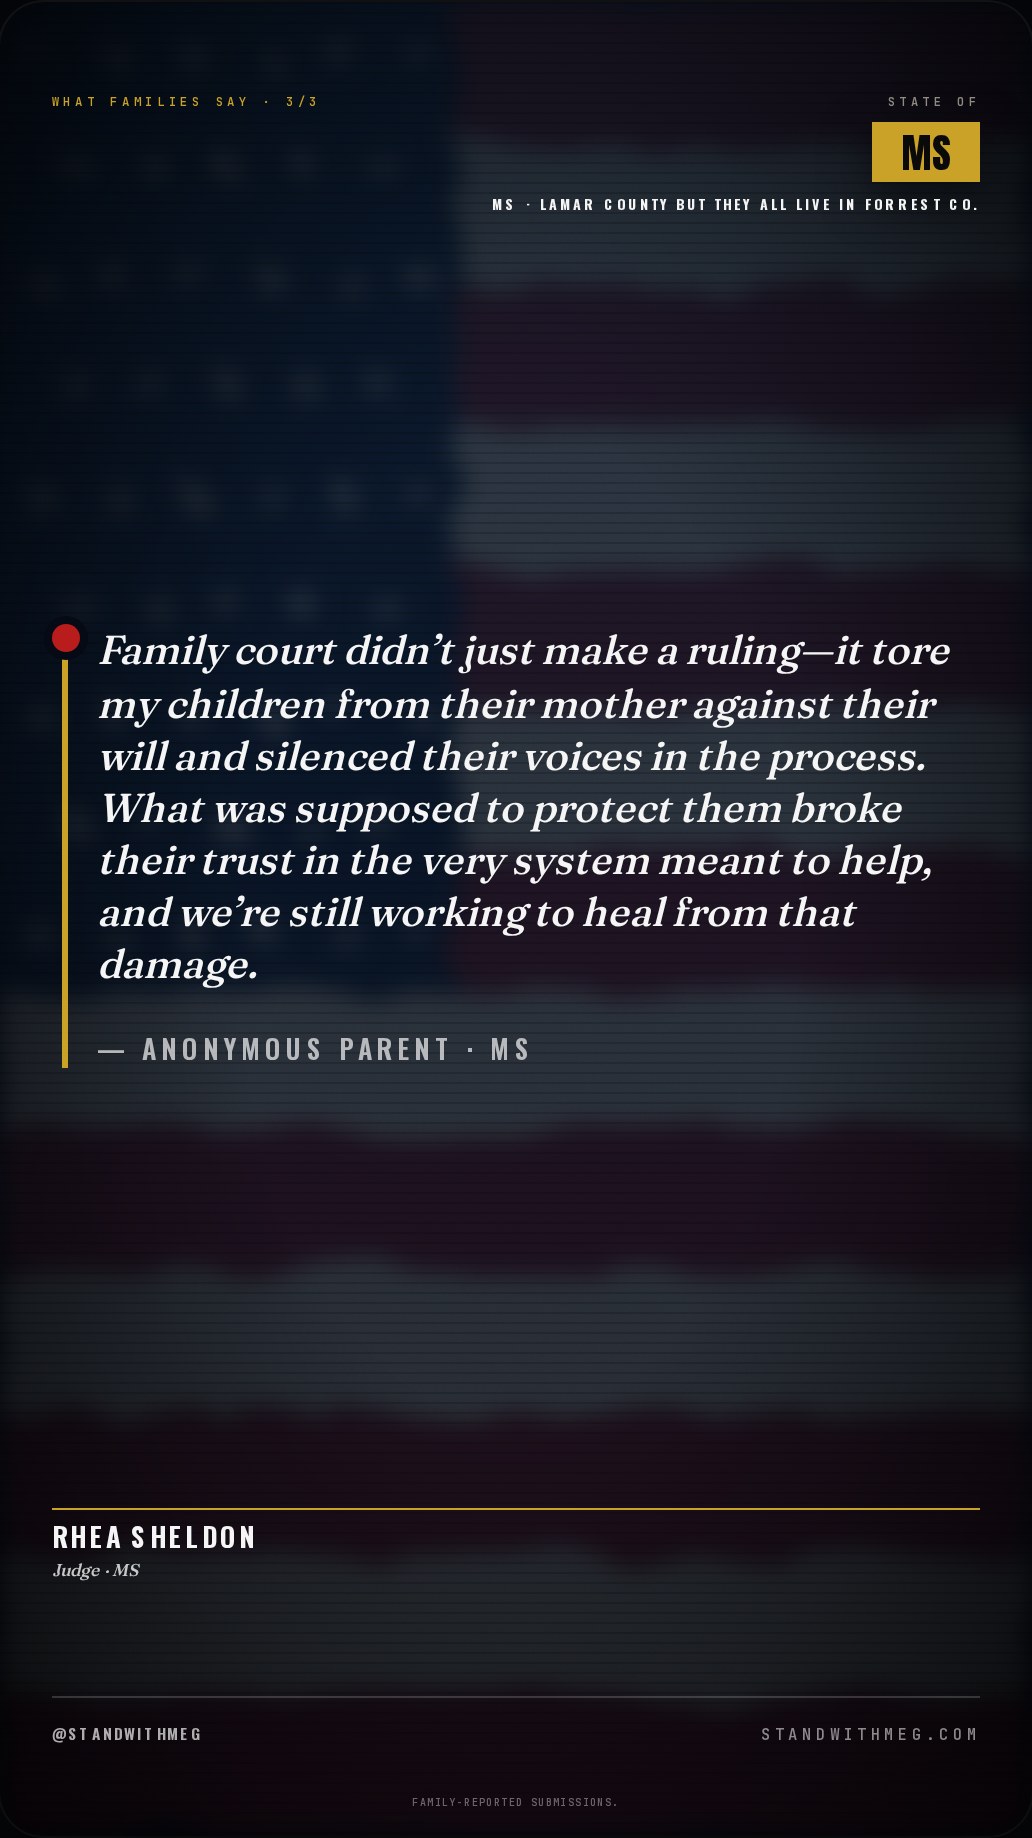 WHAT FAMILIES SAY · 3/3
STATE OF
MS
MS · LAMAR COUNTY BUT THEY ALL LIVE IN FORREST CO.
Family court didn’t just make a ruling—it tore
my children from their mother against their
will and silenced their voices in the process.
What was supposed to protect them broke
their trust in the very system meant to help,
and we’re still working to heal from that
damage.
— ANONYMOUS PARENT · MS
RHEA SHELDON
Judge · MS
@STANDWITHMEG
STANDWITHMEG.COM
FAMILY-REPORTED SUBMISSIONS.